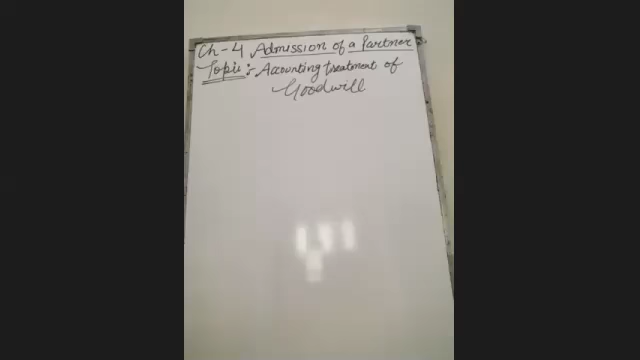 Ch-4 Admission of a Partner
Topic:- Accounting treatment of
Goodwill